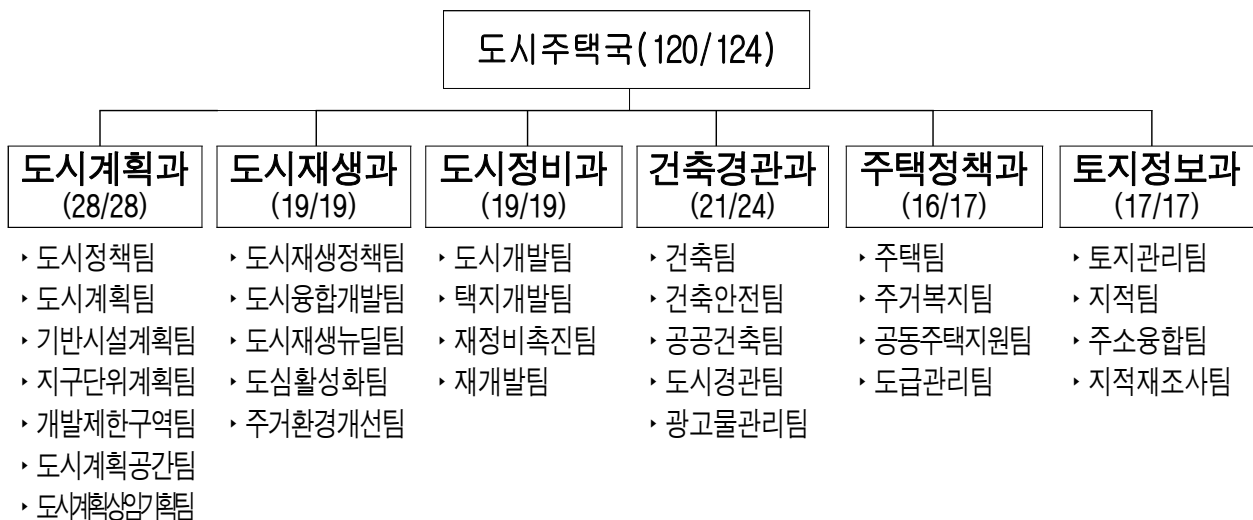 도시주택국(120/124)
도시계획과
(28/28)
‣ 도시정책팀
‣ 도시계획팀
‣ 기반시설계획팀
‣ 지구단위계획팀
‣ 개발제한구역팀
‣ 도시계획공간팀
‣ 도시계획상임기획팀
도시재생과
(19/19)
‣ 도시재생정책팀
‣ 도시융합개발팀
‣ 도시재생뉴딜팀
‣ 도심활성화팀
‣ 주거환경개선팀
도시정비과
(19/19)
‣ 도시개발팀
‣ 택지개발팀
‣ 재정비촉진팀
‣ 재개발팀
건축경관과
(21/24)
‣ 건축팀
‣ 건축안전팀
‣ 공공건축팀
‣ 도시경관팀
‣ 광고물관리팀
주택정책과
(16/17)
‣ 주택팀
‣ 주거복지팀
‣ 공동주택지원팀
‣ 도급관리팀
토지정보과
(17/17)
‣ 토지관리팀
‣ 지적팀
‣ 주소융합팀
‣ 지적재조사팀